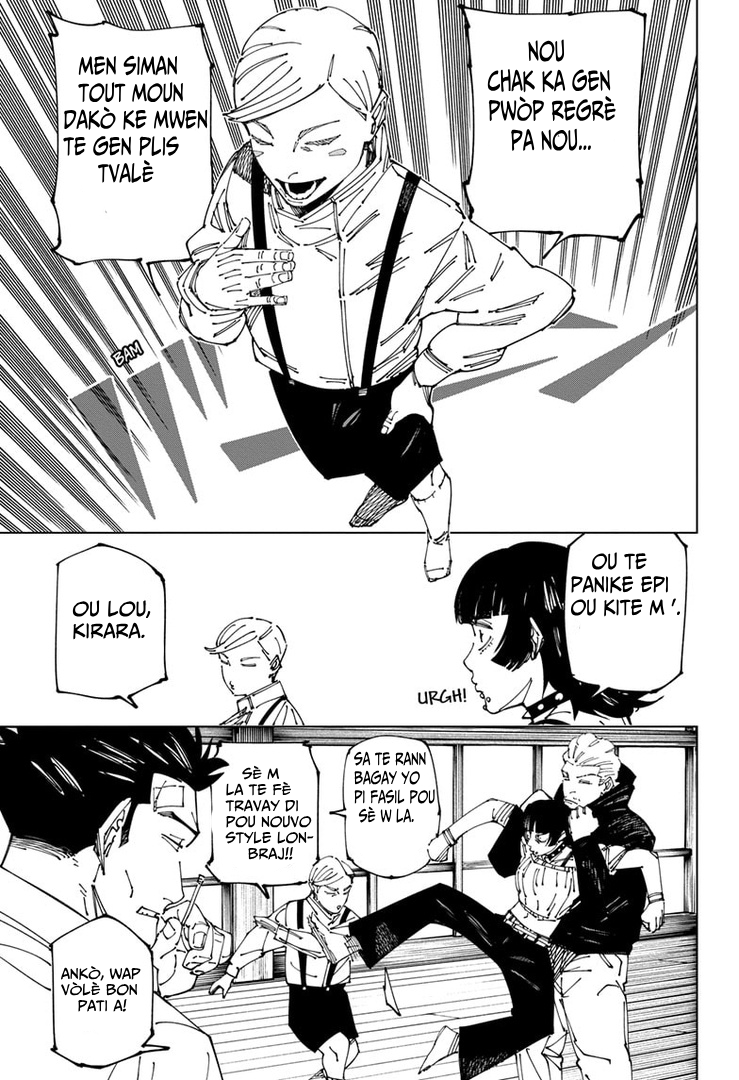 NOU
CHAK KA GEN
PWÒP REGRÈ
PA NOU...
MEN SIMAN
TOUT MOUN
DAKÒ KE MWEN
TE GEN PLIS
TVALÈ
BAM
OU TE
PANIKE EPI
OU KITE M '.
URGH!
OU LOU,
KIRARA.
SA TE RANN
BAGAY YO
PI FASIL POU
SÈ W LA.
SÈ M
LA TE FÈ
TRAVAY DI
POU NOUVO
STYLE LON-
BRAJ!!
ANKÒ, WAP
VÒLÈ BON
PATI A!